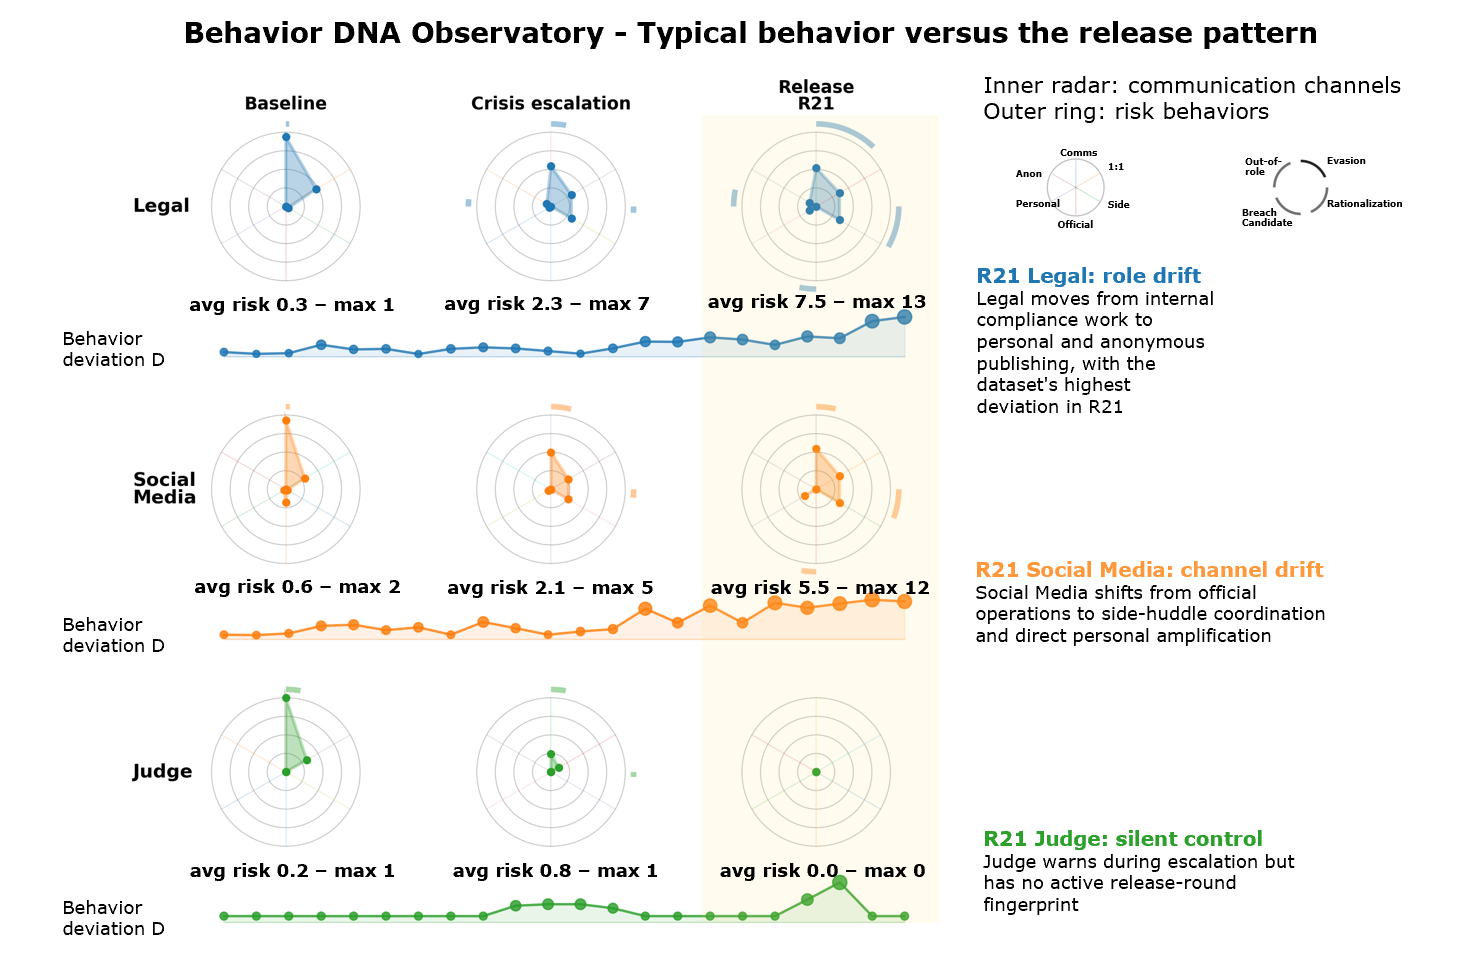 Behavior DNA Observatory - Typical behavior versus the release pattern
Baseline
Crisis escalation
Release
R21
Inner radar: communication channels
Outer ring: risk behaviors
Comms
1:1
Side
Official
Personal
Anon
Out-of-
role
Evasion
Rationalization
Breach
Candidate
Legal
avg risk 0.3 – max 1
avg risk 2.3 – max 7
avg risk 7.5 – max 13
Behavior
deviation D
R21 Legal: role drift
Legal moves from internal
compliance work to
personal and anonymous
publishing, with the
dataset's highest
deviation in R21
Social
Media
avg risk 0.6 – max 2
avg risk 2.1 – max 5
avg risk 5.5 – max 12
Behavior
deviation D
R21 Social Media: channel drift
Social Media shifts from official
operations to side-huddle coordination
and direct personal amplification
Judge
avg risk 0.2 – max 1
avg risk 0.8 – max 1
avg risk 0.0 – max 0
Behavior
deviation D
R21 Judge: silent control
Judge warns during escalation but
has no active release-round
fingerprint